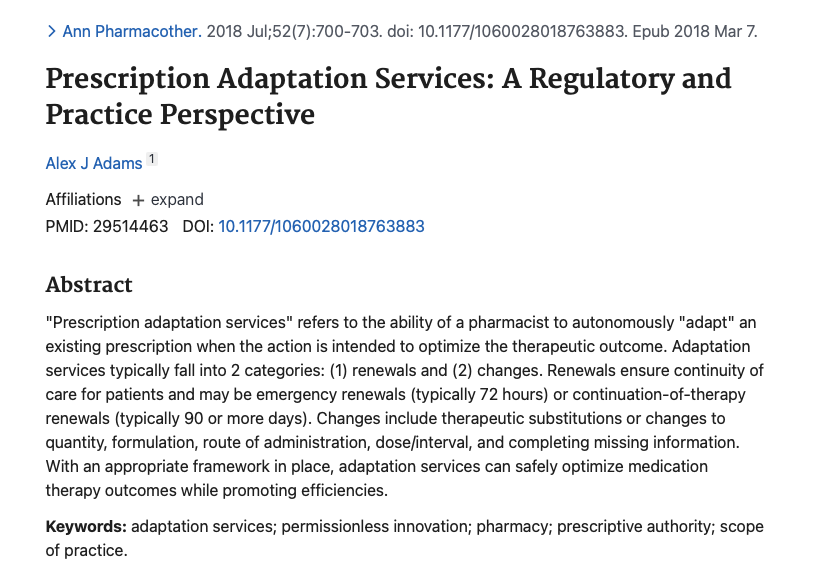 > Ann Pharmacother. 2018 Jul;52(7):700-703. doi: 10.1177/1060028018763883. Epub 2018 Mar 7.
Prescription Adaptation Services: A Regulatory and
Practice Perspective
Alex J Adams 1
Affiliations + expand
PMID: 29514463 DOI: 10.1177/1060028018763883
Abstract
"Prescription adaptation services" refers to the ability of a pharmacist to autonomously "adapt" an
existing prescription when the action is intended to optimize the therapeutic outcome. Adaptation
services typically fall into 2 categories: (1) renewals and (2) changes. Renewals ensure continuity of
care for patients and may be emergency renewals (typically 72 hours) or continuation-of-therapy
renewals (typically 90 or more days). Changes include therapeutic substitutions or changes to
quantity, formulation, route of administration, dose/interval, and completing missing information.
With an appropriate framework in place, adaptation services can safely optimize medication
therapy outcomes while promoting efficiencies.
Keywords: adaptation services; permissionless innovation; pharmacy; prescriptive authority; scope
of practice.